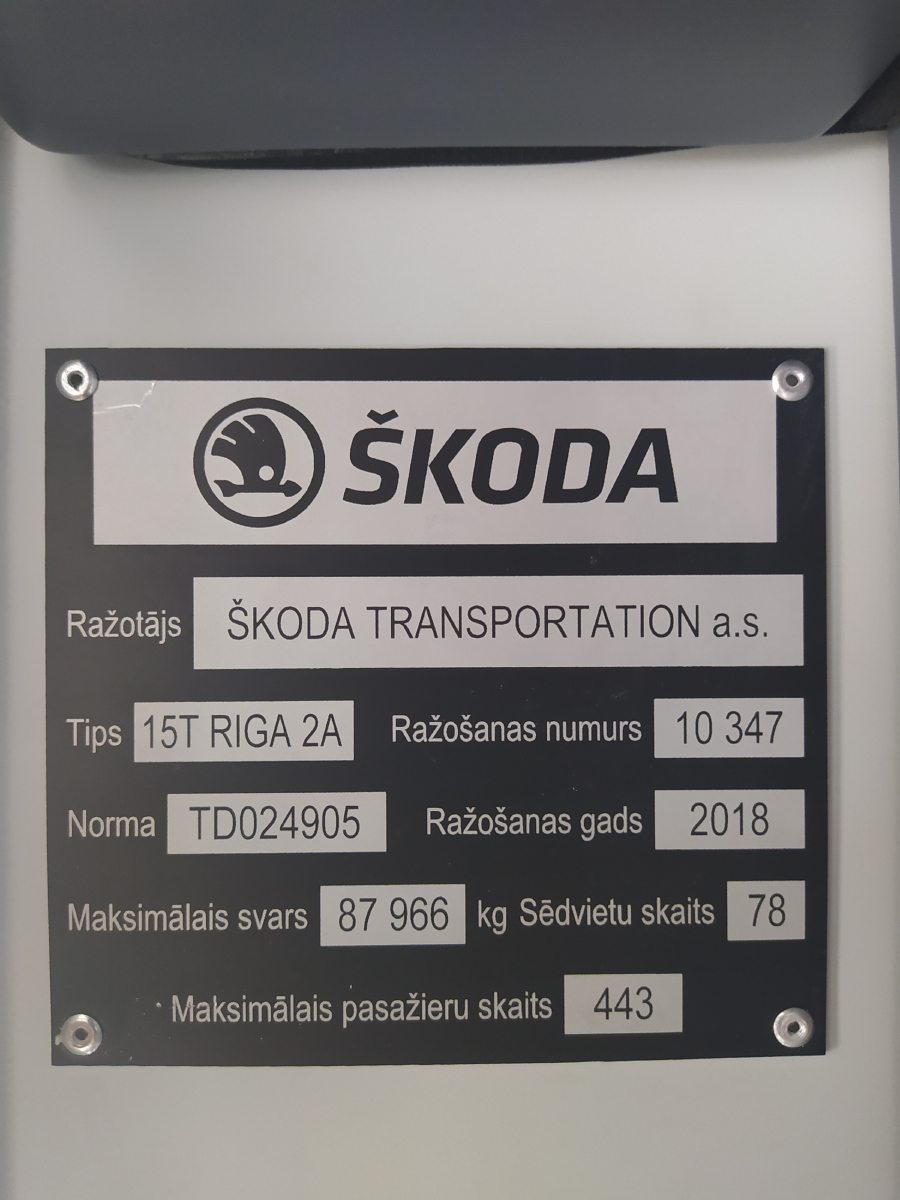 ŠKODA
Ražotājs ŠKODA TRANSPORTATION a.s.
Tips 15T RIGA 2A Ražošanas numurs 10 347
Norma TD024905 Ražošanas gads 2018
Maksimālais svars 87 966 kg Sēdvietu skaits 78
Maksimālais pasažieru skaits 443